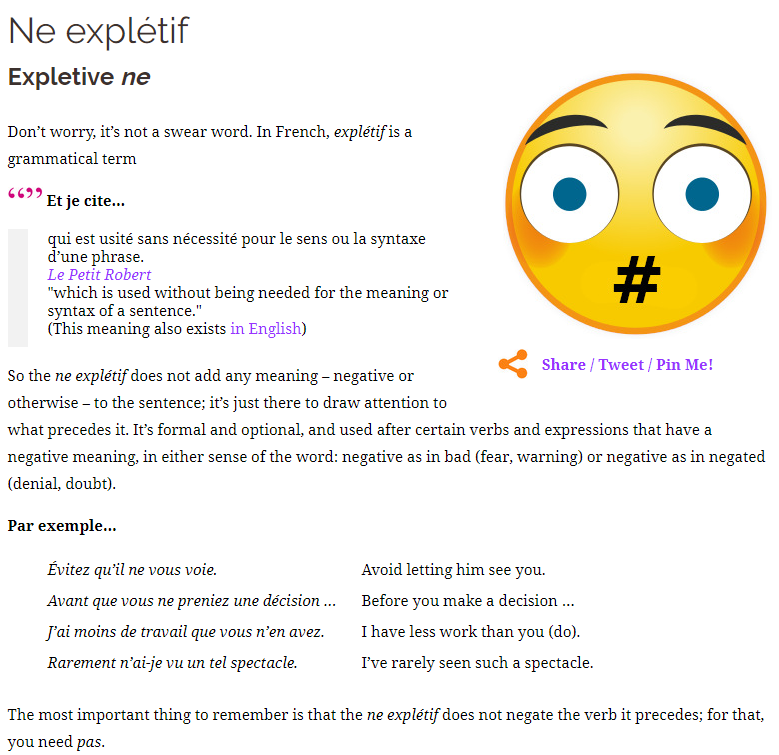 Ne explétif
Expletive ne
Don’t worry, it’s not a swear word. In French, explétif is a
grammatical term
“” Et je cite…
qui est usité sans nécessité pour le sens ou la syntaxe
d’une phrase.
Le Petit Robert
"which is used without being needed for the meaning or
syntax of a sentence."
(This meaning also exists in English)
#
Share / Tweet / Pin Me!
So the ne explétif does not add any meaning – negative or
otherwise – to the sentence; it’s just there to draw attention to
what precedes it. It’s formal and optional, and used after certain verbs and expressions that have a
negative meaning, in either sense of the word: negative as in bad (fear, warning) or negative as in negated
(denial, doubt).
Par exemple…
Évitez qu’il ne vous voie. Avoid letting him see you.
Avant que vous ne preniez une décision … Before you make a decision …
J’ai moins de travail que vous n’en avez. I have less work than you (do).
Rarement n’ai-je vu un tel spectacle. I’ve rarely seen such a spectacle.
The most important thing to remember is that the ne explétif does not negate the verb it precedes; for that,
you need pas.